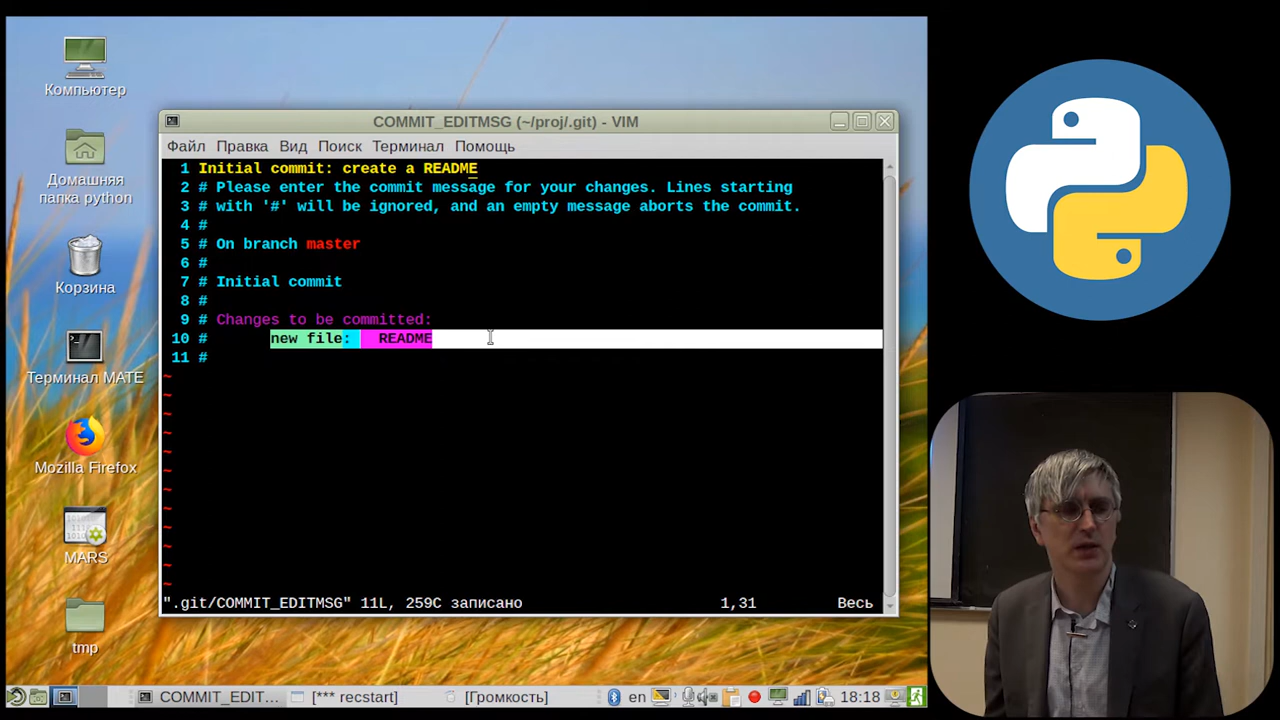 Компьютер
Домашняя
папка python
Корзина
Терминал MATE
Mozilla Firefox
MARS
tmp
COMMIT_EDITMSG (~/proj/.git) - VIM
Файл Правка Вид Поиск Терминал Помощь
1 Initial commit: create a README
2 # Please enter the commit message for your changes. Lines starting
3 # with '#' will be ignored, and an empty message aborts the commit.
4 #
5 # On branch master
6 #
7 # Initial commit
8 #
9 # Changes to be committed:
10 # new file: README
11 #
~
~
~
~
~
~
~
~
~
~
~
~
".git/COMMIT_EDITMSG" 11L, 259C записано 1,31 Весь
COMMIT_EDIT... [*** recstart] [Громкость] en 18:18